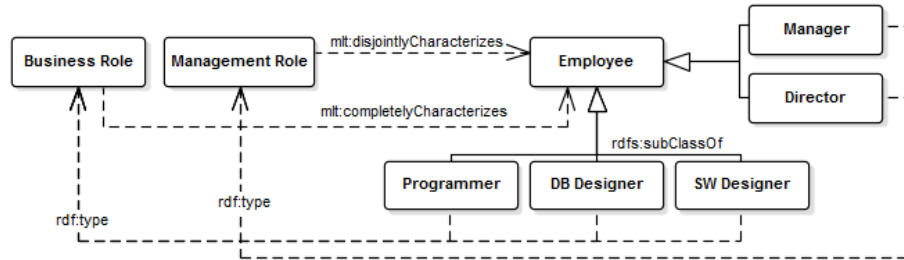 Manager
mlt:disjointlyCharacterizes
Business Role
Management Role
Employee
Director
mlt:completelyCharacterizes
rdfs:subClassOf
Programmer
DB Designer
SW Designer
rdf:type
rdf:type